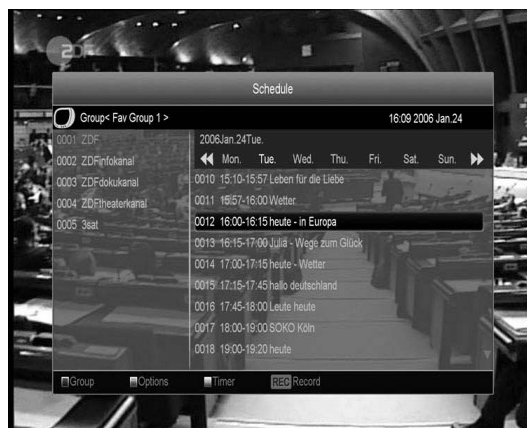 ZDF
Schedule
Group< Fav Group 1 >
16:09 2006 Jan.24
0001 ZDF
0002 ZDFinfokanal
0003 ZDFdokukanal
0004 ZDFtheaterkanal
0005 3sat
2006Jan.24Tue.
Mon. Tue. Wed. Thu. Fri. Sat. Sun.
0010 15:10-15:57 Leben für die Liebe
0011 15:57-16:00 Wetter
0012 16:00-16:15 heute - in Europa
0013 16:15-17:00 Julia - Wege zum Glück
0014 17:00-17:15 heute - Wetter
0015 17:15-17:45 hallo deutschland
0016 17:45-18:00 Leute heute
0017 18:00-19:00 SOKO Köln
0018 19:00-19:20 heute
Group Options Timer REC Record